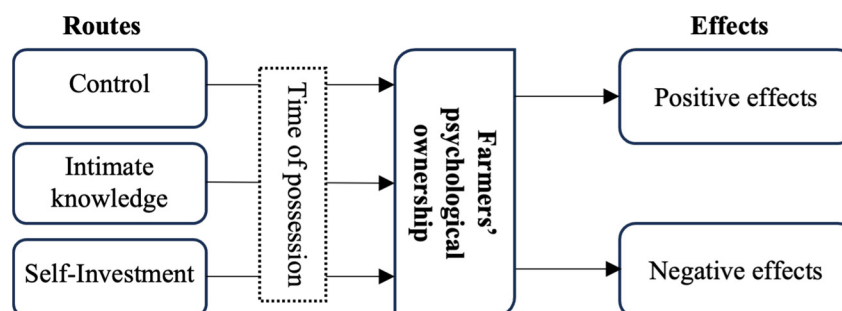 Routes
Effects
Control
Intimate
knowledge
Self-Investment
Time of possession
Farmers’
psychological
ownership
Positive effects
Negative effects